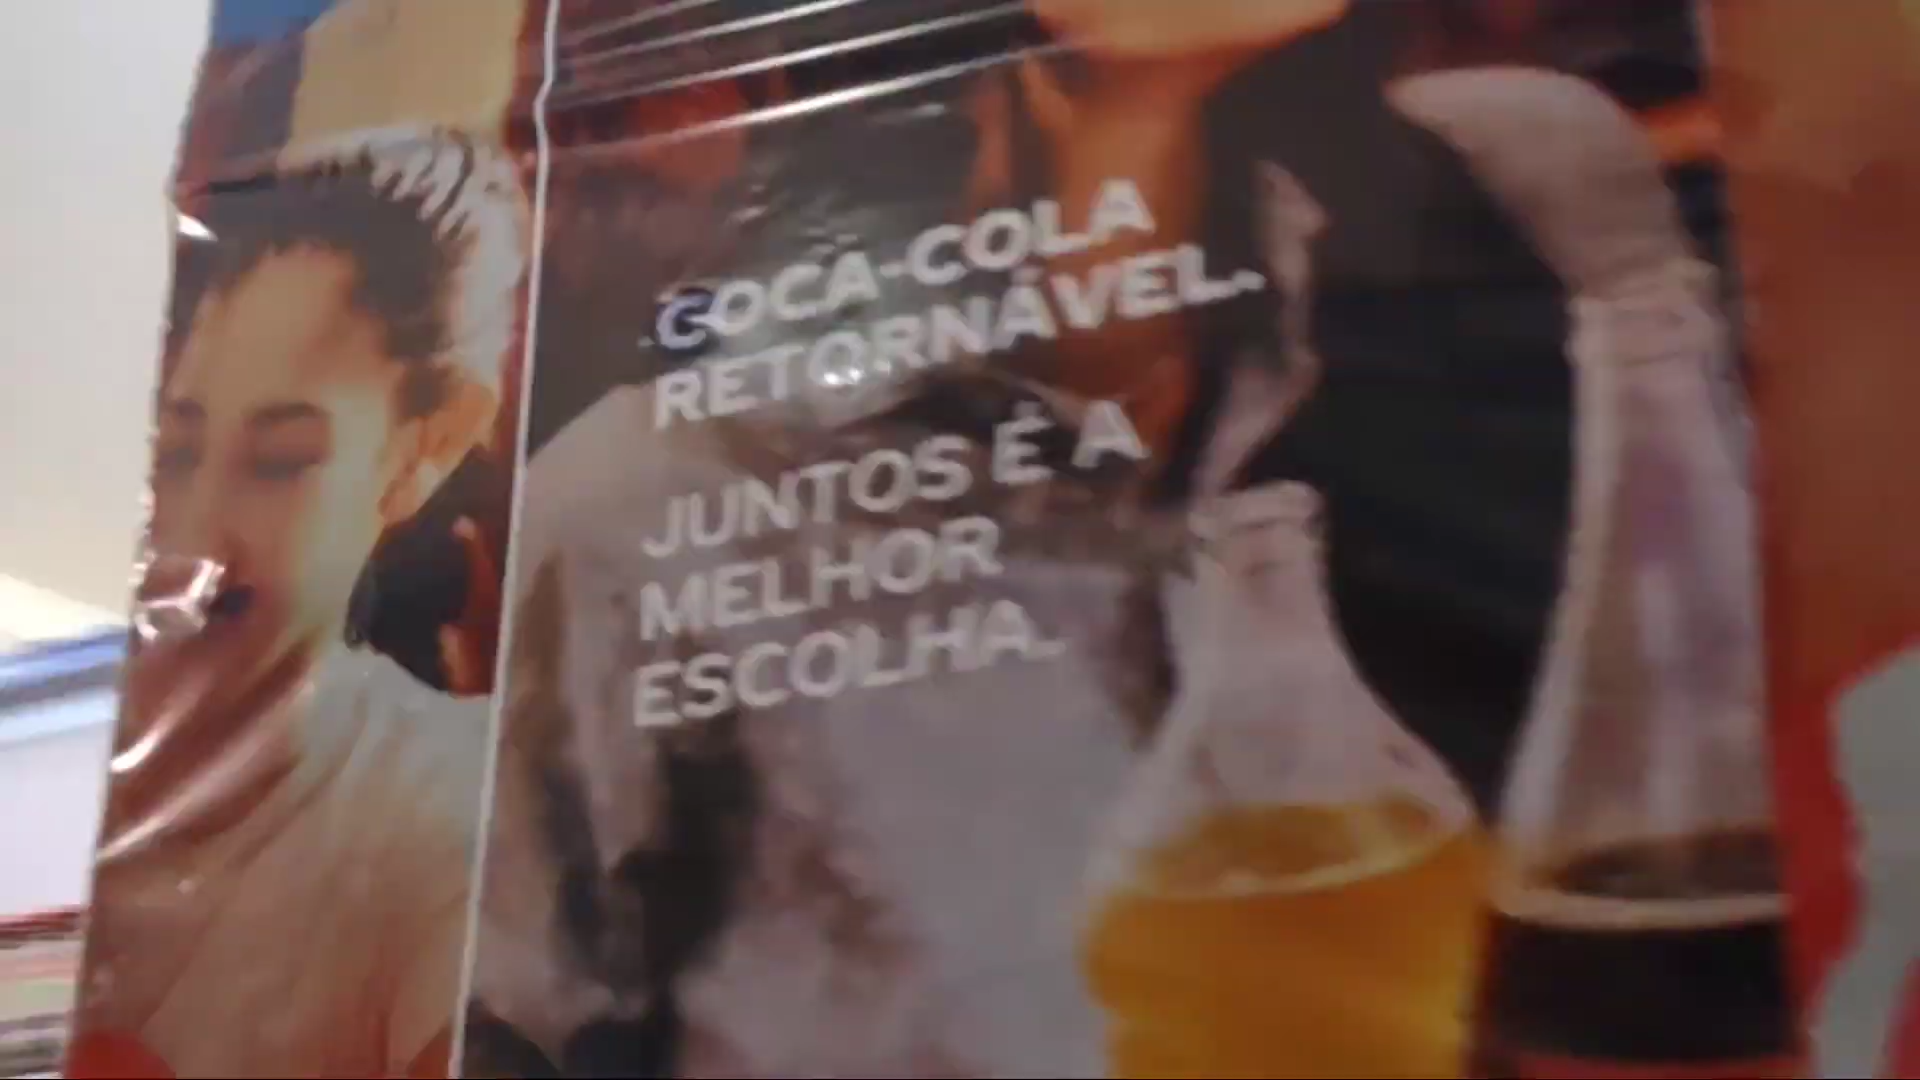 COCA-COLA
RETORNÁVEL.
JUNTOS É A
MELHOR
ESCOLHA.